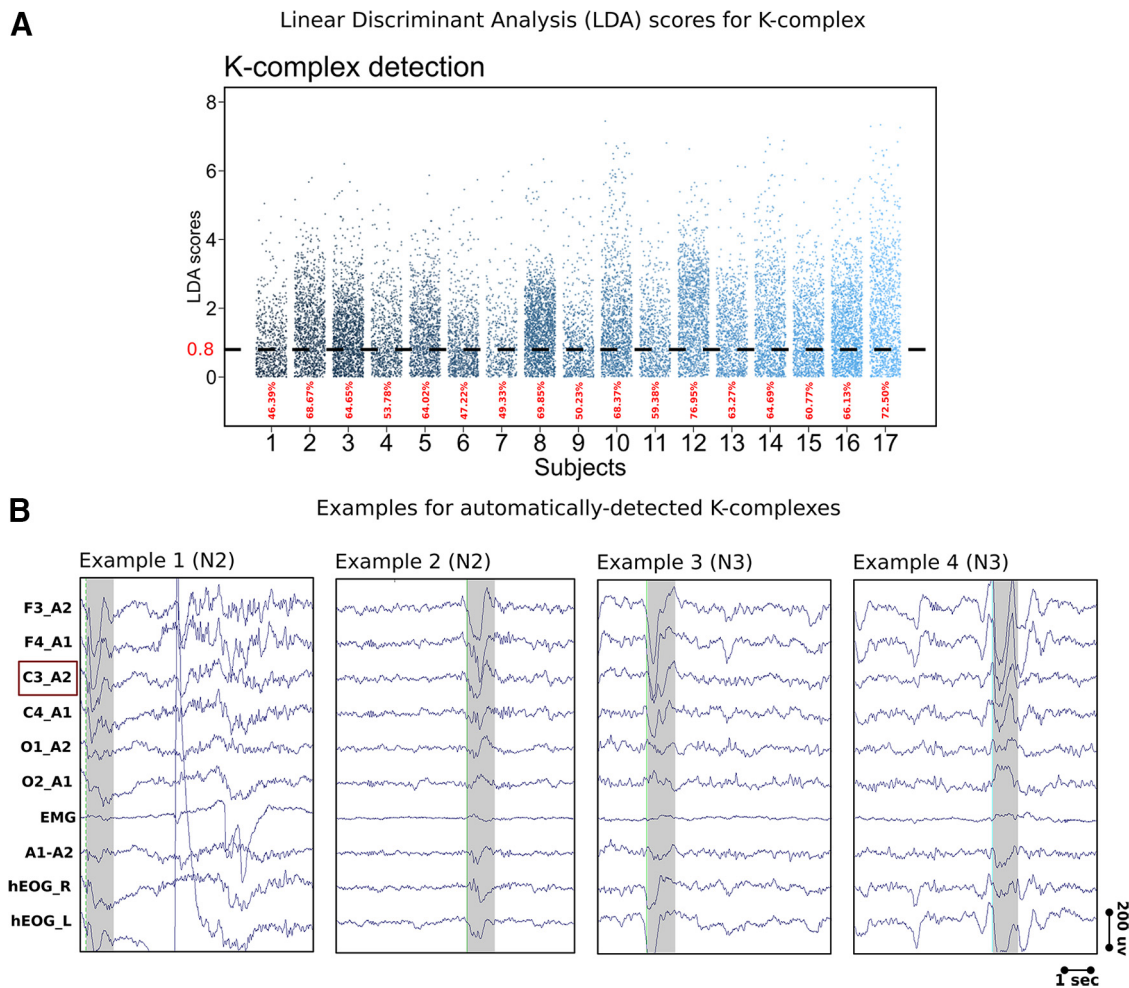 A
Linear Discriminant Analysis (LDA) scores for K-complex
K-complex detection
LDA scores
8
6
4
2
0.8
0
46.39% 68.67% 64.65% 53.78% 64.02% 47.22% 49.33% 69.85% 50.23% 68.37% 59.38% 76.95% 63.27% 64.69% 60.77% 66.13% 72.50%
1 2 3 4 5 6 7 8 9 10 11 12 13 14 15 16 17
Subjects
B
Examples for automatically-detected K-complexes
Example 1 (N2) Example 2 (N2) Example 3 (N3) Example 4 (N3)
F3_A2
F4_A1
C3_A2
C4_A1
O1_A2
O2_A1
EMG
A1-A2
hEOG_R
hEOG_L
200 uv
1 sec